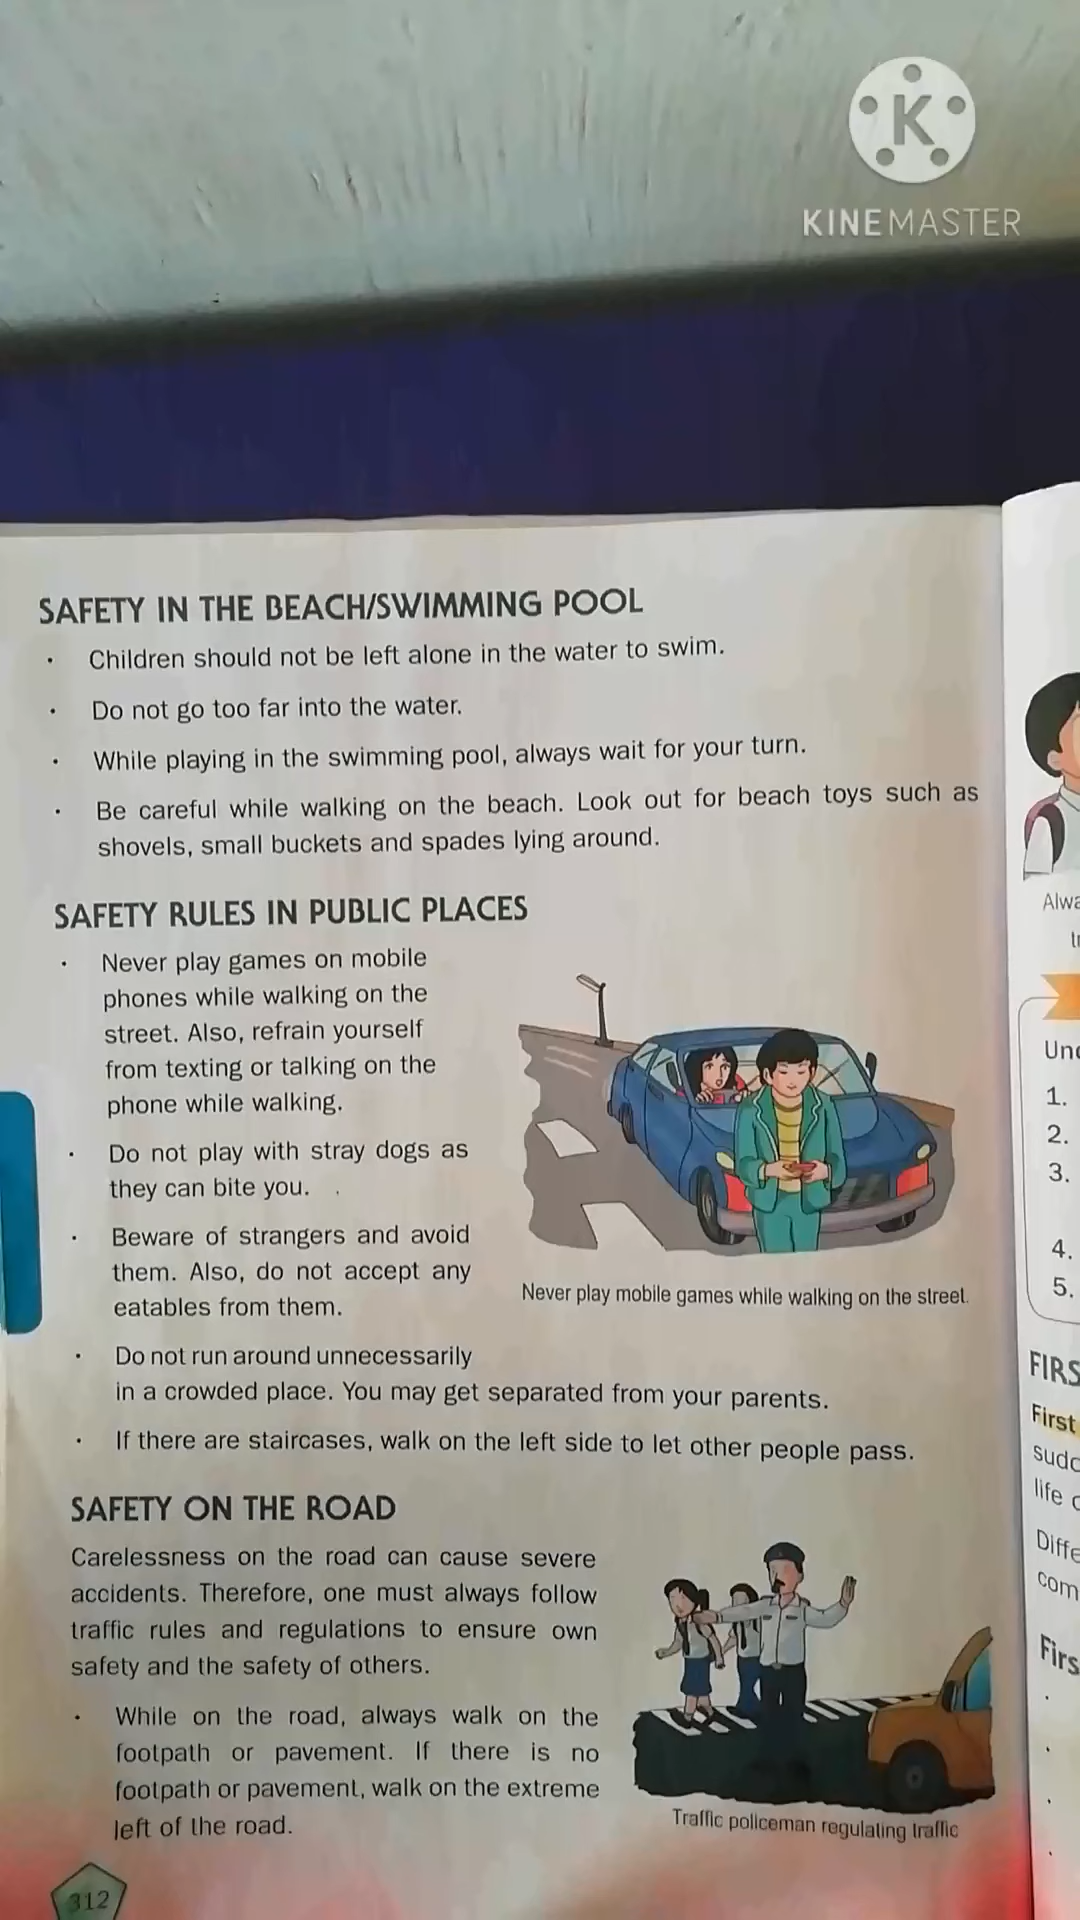 KINEMASTER
SAFETY IN THE BEACH/SWIMMING POOL
· Children should not be left alone in the water to swim.
· Do not go too far into the water.
· While playing in the swimming pool, always wait for your turn.
· Be careful while walking on the beach. Look out for beach toys such as
shovels, small buckets and spades lying around.
SAFETY RULES IN PUBLIC PLACES
· Never play games on mobile
phones while walking on the
street. Also, refrain yourself
from texting or talking on the
phone while walking.
· Do not play with stray dogs as
they can bite you.
· Beware of strangers and avoid
them. Also, do not accept any
eatables from them.
Never play mobile games while walking on the street.
· Do not run around unnecessarily
in a crowded place. You may get separated from your parents.
· If there are staircases, walk on the left side to let other people pass.
SAFETY ON THE ROAD
Carelessness on the road can cause severe
accidents. Therefore, one must always follow
traffic rules and regulations to ensure own
safety and the safety of others.
· While on the road, always walk on the
footpath or pavement. If there is no
footpath or pavement, walk on the extreme
left of the road.
Traffic policeman regulating traffic
312
1.
2.
3.
4.
5.
First
life